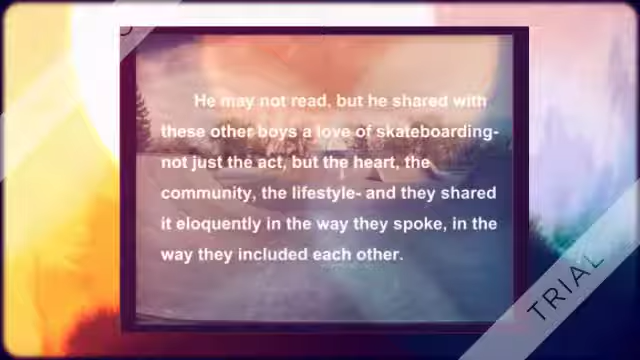 He may not read, but he shared with
these other boys a love of skateboarding-
not just the act, but the heart, the
community, the lifestyle- and they shared
it eloquently in the way they spoke, in the
way they included each other.
TRIAL